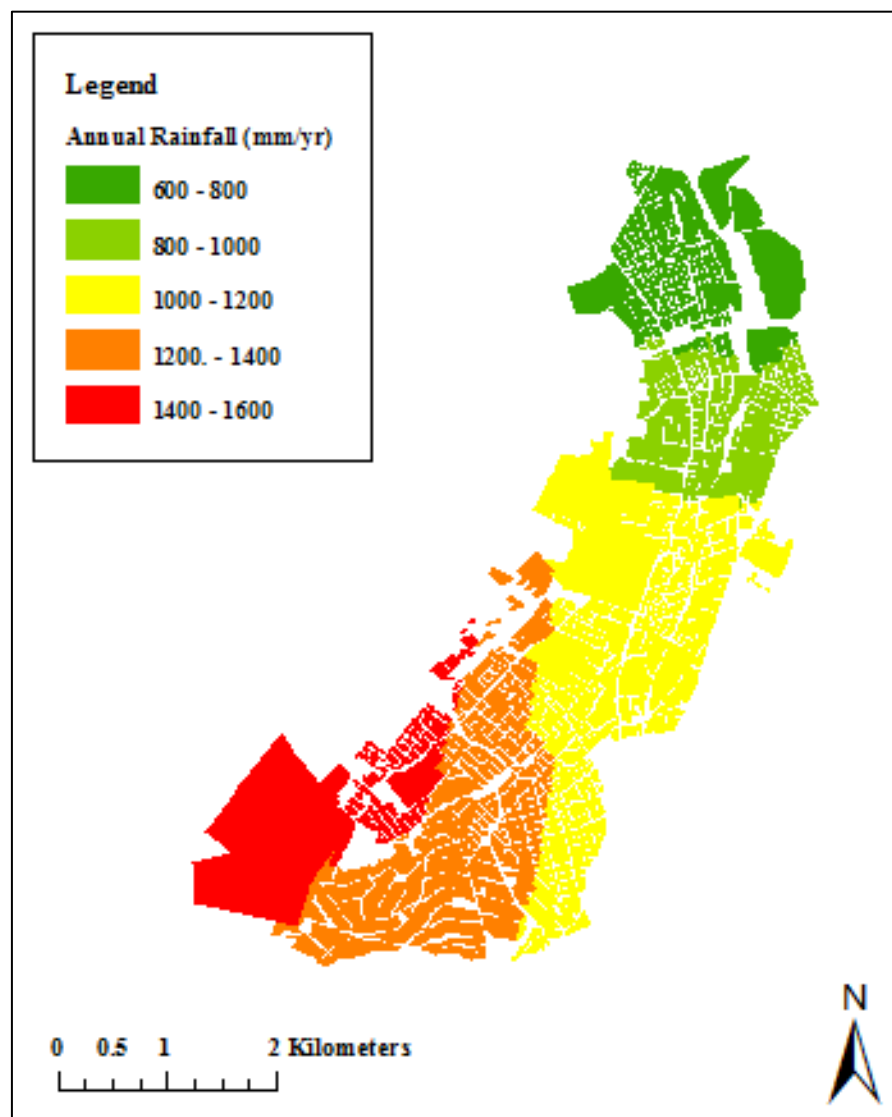 Legend
Annual Rainfall (mm/yr)
600 - 800
800 - 1000
1000 - 1200
1200. - 1400
1400 - 1600
N
0 0.5 1 2 Kilometers